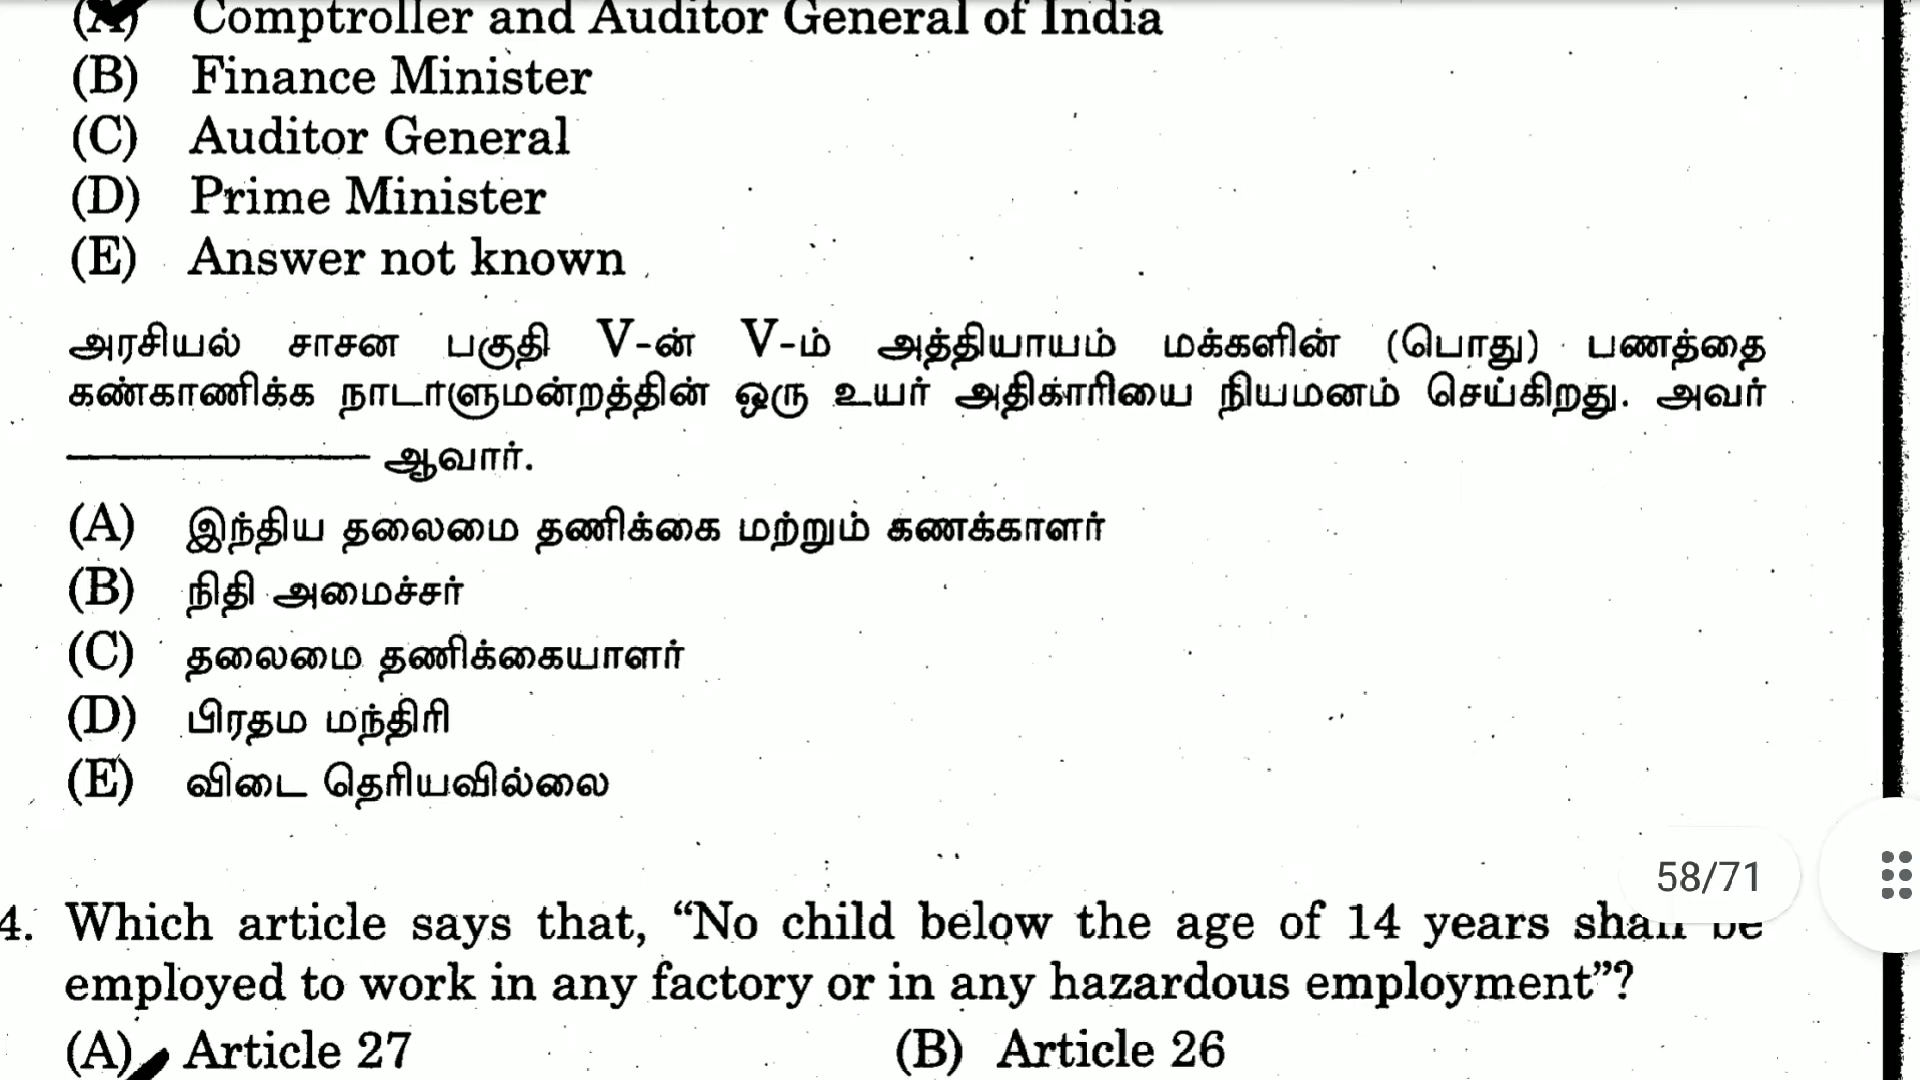 (A) Comptroller and Auditor General of India
(B) Finance Minister
(C) Auditor General
(D) Prime Minister
(E) Answer not known
அரசியல் சாசன பகுதி V-ன் V-ம் அத்தியாயம் மக்களின் (பொது) பணத்தை
கண்காணிக்க நாடாளுமன்றத்தின் ஒரு உயர் அதிகாரியை நியமனம் செய்கிறது. அவர்
____________ ஆவார்.
(A) இந்திய தலைமை தணிக்கை மற்றும் கணக்காளர்
(B) நிதி அமைச்சர்
(C) தலைமை தணிக்கையாளர்
(D) பிரதம மந்திரி
(E) விடை தெரியவில்லை
58/71
4. Which article says that, “No child below the age of 14 years shall be
employed to work in any factory or in any hazardous employment”?
(A) Article 27 (B) Article 26